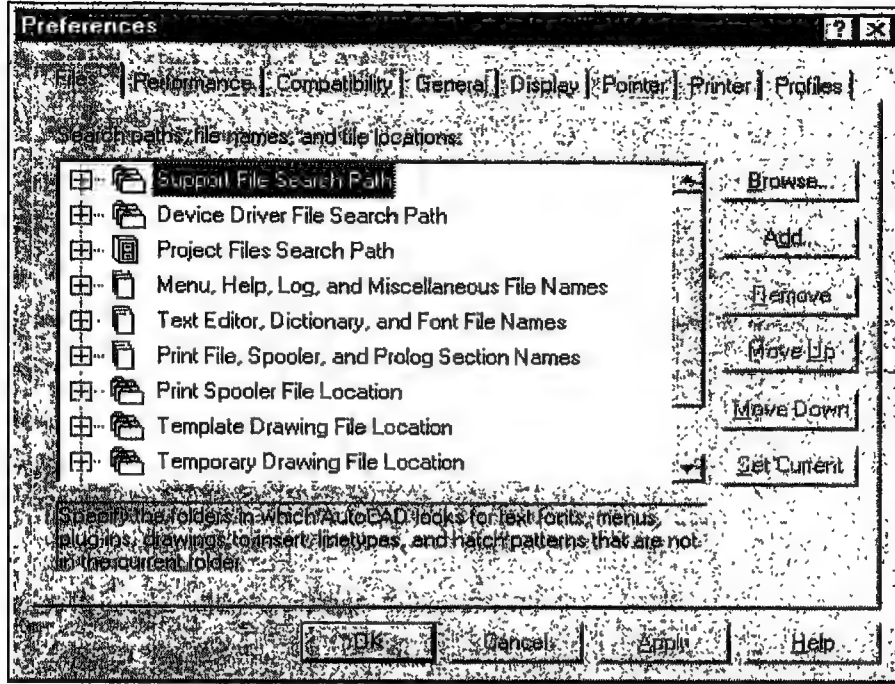 Preferences
Files Performance Compatibility General Display Pointer Printer Profiles
Search paths, file names, and file locations:
Support File Search Path
Device Driver File Search Path
Project Files Search Path
Menu, Help, Log, and Miscellaneous File Names
Text Editor, Dictionary, and Font File Names
Print File, Spooler, and Prolog Section Names
Print Spooler File Location
Template Drawing File Location
Temporary Drawing File Location
Browse...
Add...
Remove
Move Up
Move Down
Set Current
Specify the folders in which AutoCAD looks for text fonts, menus,
plug-ins, drawings to insert, linetypes, and hatch patterns that are not
in the current folder.
OK Cancel Apply Help